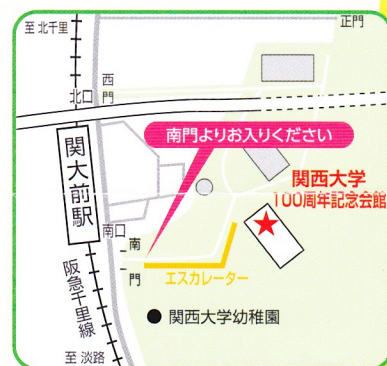 至 北千里
正門
西門
北口
南門よりお入りください
関大前駅
関西大学
100周年記念会館
南口
南門
エスカレーター
阪急千里線
関西大学幼稚園
至 淡路